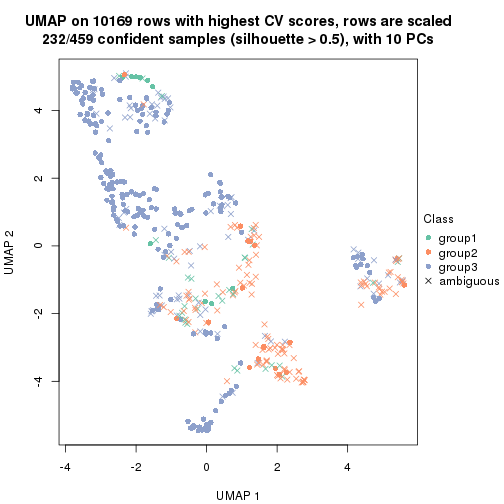 UMAP on 10169 rows with highest CV scores, rows are scaled
232/459 confident samples (silhouette > 0.5), with 10 PCs
4
2
0
-2
-4
UMAP 2
-4
-2
0
2
4
UMAP 1
Class
group1
group2
group3
ambiguous